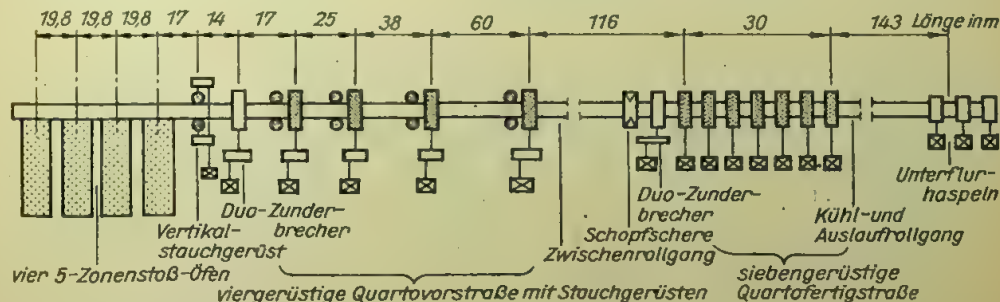 19,8 19,8 19,8 17 14 17 25 38 60 116 30 143 Länge in m
Unterflur-
haspeln
Duo-Zunder-
brecher
Vertikal-
stauchgerüst
Duo-Zunder-
brecher
Schopfschere
Zwischenrollgang
Kühl- und
Auslaufrollgang
vier 5-Zonenstoß-Öfen
viergerüstige Quartovorstraße mit Stauchgerüsten
siebengerüstige
Quartofertigstraße